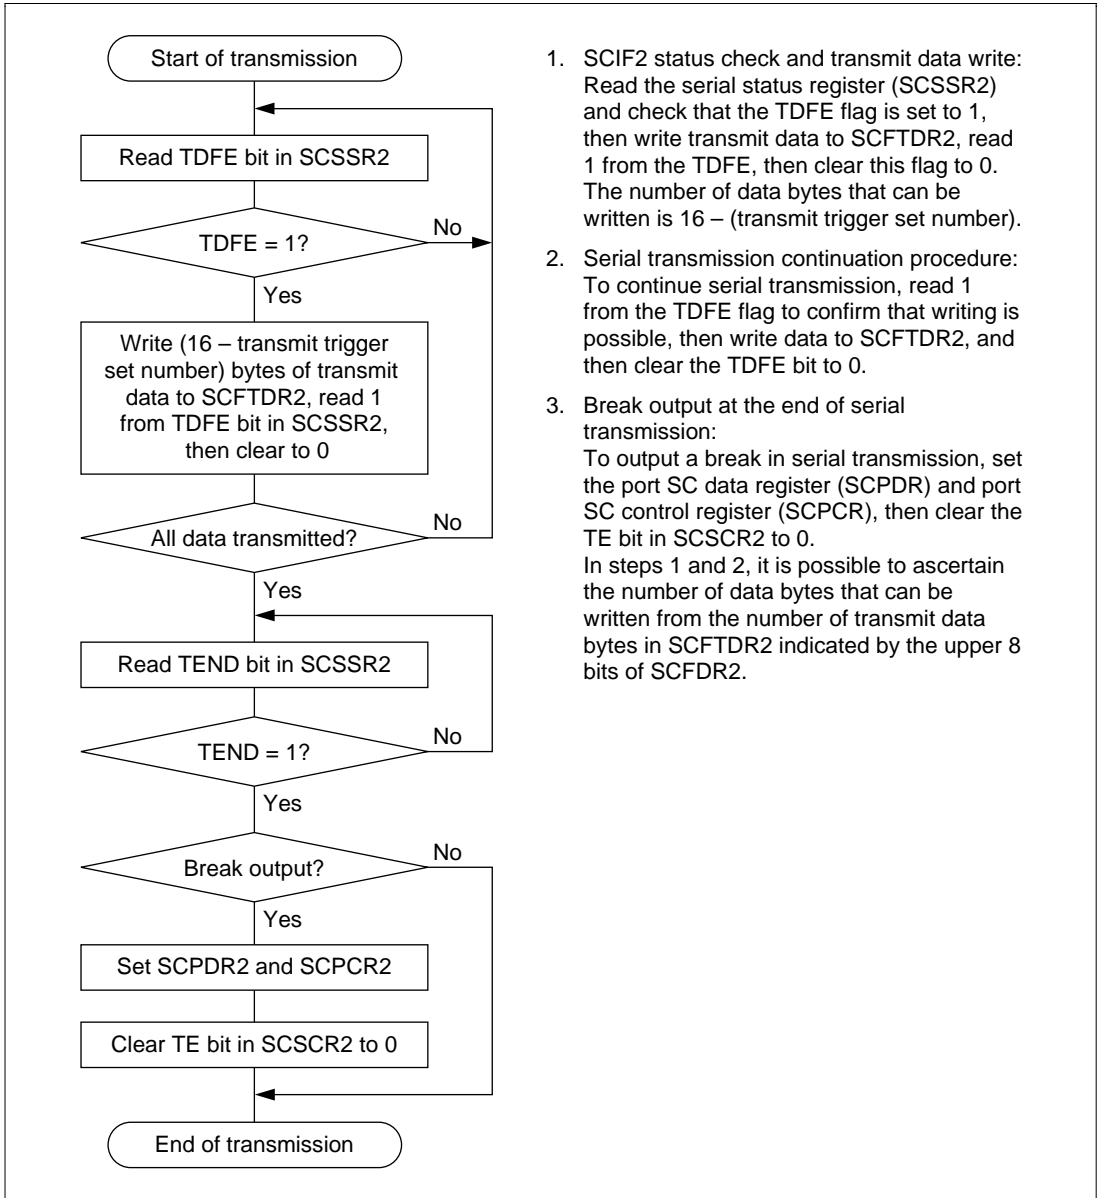 Start of transmission
Read TDFE bit in SCSSR2
TDFE = 1?
No
Yes
Write (16 – transmit trigger
set number) bytes of transmit
data to SCFTDR2, read 1
from TDFE bit in SCSSR2,
then clear to 0
All data transmitted?
No
Yes
Read TEND bit in SCSSR2
TEND = 1?
No
Yes
Break output?
No
Yes
Set SCPDR2 and SCPCR2
Clear TE bit in SCSCR2 to 0
End of transmission
1. SCIF2 status check and transmit data write:
Read the serial status register (SCSSR2)
and check that the TDFE flag is set to 1,
then write transmit data to SCFTDR2, read
1 from the TDFE, then clear this flag to 0.
The number of data bytes that can be
written is 16 – (transmit trigger set number).
2. Serial transmission continuation procedure:
To continue serial transmission, read 1
from the TDFE flag to confirm that writing is
possible, then write data to SCFTDR2, and
then clear the TDFE bit to 0.
3. Break output at the end of serial
transmission:
To output a break in serial transmission, set
the port SC data register (SCPDR) and port
SC control register (SCPCR), then clear the
TE bit in SCSCR2 to 0.
In steps 1 and 2, it is possible to ascertain
the number of data bytes that can be
written from the number of transmit data
bytes in SCFTDR2 indicated by the upper 8
bits of SCFDR2.